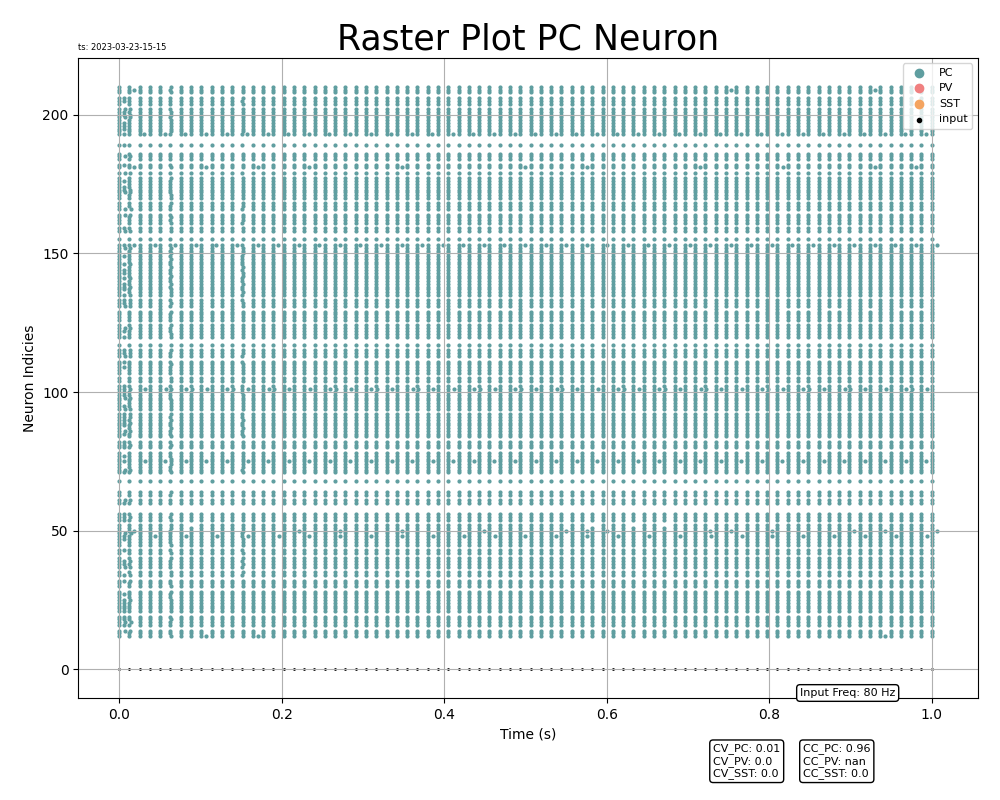 Raster Plot PC Neuron
ts: 2023-03-23-15-15
PC
PV
SST
input
200
150
100
50
0
Neuron Indicies
0.0 0.2 0.4 0.6 0.8 1.0
Time (s)
Input Freq: 80 Hz
CV_PC: 0.01
CV_PV: 0.0
CV_SST: 0.0
CC_PC: 0.96
CC_PV: nan
CC_SST: 0.0